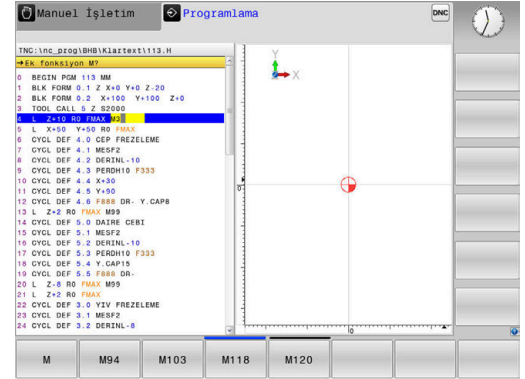 Manuel İşletim
Programlama
DNC
TNC:\nc_prog\BHB\Klartext\113.H
→Ek fonksiyon M?
0 BEGIN PGM 113 MM
1 BLK FORM 0.1 Z X+0 Y+0 Z-20
2 BLK FORM 0.2 X+100 Y+100 Z+0
3 TOOL CALL 5 Z S2000
4 L Z+10 R0 FMAX M3
5 L X+50 Y+50 R0 FMAX
6 CYCL DEF 4.0 CEP FREZELEME
7 CYCL DEF 4.1 MESF2
8 CYCL DEF 4.2 DERINL-10
9 CYCL DEF 4.3 PERDH10 F333
10 CYCL DEF 4.4 X+30
11 CYCL DEF 4.5 Y+90
12 CYCL DEF 4.6 F888 DR- Y.CAP8
13 L Z+2 R0 FMAX M99
14 CYCL DEF 5.0 DAIRE CEBI
15 CYCL DEF 5.1 MESF2
16 CYCL DEF 5.2 DERINL-10
17 CYCL DEF 5.3 PERDH10 F333
18 CYCL DEF 5.4 Y.CAP15
19 CYCL DEF 5.5 F888 DR-
20 L Z-8 R0 FMAX M99
21 L Z+2 R0 FMAX
22 CYCL DEF 3.0 YIV FREZELEME
23 CYCL DEF 3.1 MESF2
24 CYCL DEF 3.2 DERINL-8
Y
X
0
0
M M94 M103 M118 M120